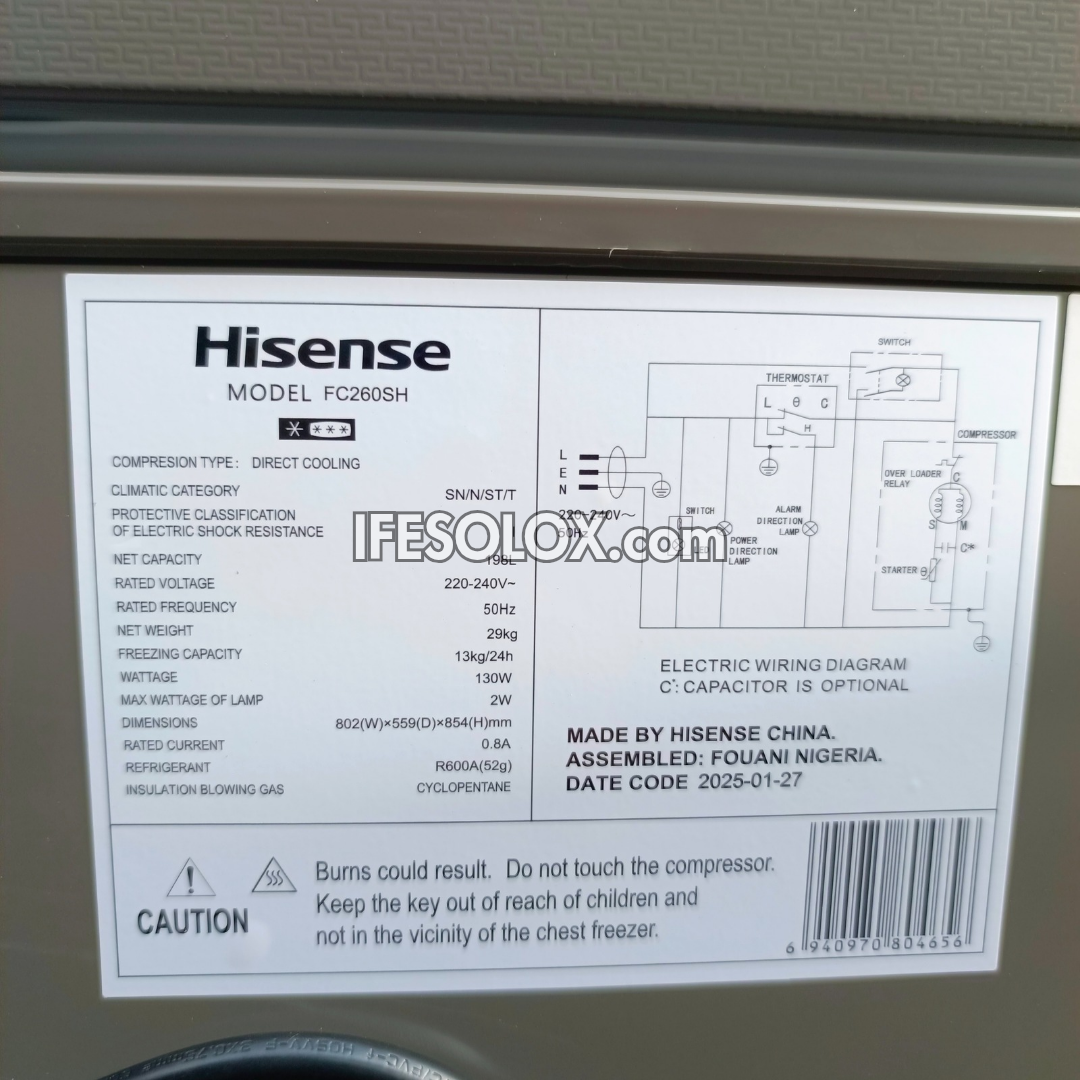 Hisense
MODEL FC260SH
COMPRESION TYPE: DIRECT COOLING
CLIMATIC CATEGORY SN/N/ST/T
PROTECTIVE CLASSIFICATION
OF ELECTRIC SHOCK RESISTANCE I
NET CAPACITY 198L
RATED VOLTAGE 220-240V~
RATED FREQUENCY 50Hz
NET WEIGHT 29kg
FREEZING CAPACITY 13kg/24h
WATTAGE 130W
MAX WATTAGE OF LAMP 2W
DIMENSIONS 802(W)×559(D)×854(H)mm
RATED CURRENT 0.8A
REFRIGERANT R600A(52g)
INSULATION BLOWING GAS CYCLOPENTANE
SWITCH
THERMOSTAT
L θ C
H
COMPRESSOR
OVER LOADER
RELAY
C
S M
C*
STARTER θ
L
E
N
220-240V~
50Hz
SWITCH
LED
POWER
DIRECTION
LAMP
ALARM
DIRECTION
LAMP
ELECTRIC WIRING DIAGRAM
C*: CAPACITOR IS OPTIONAL
MADE BY HISENSE CHINA.
ASSEMBLED: FOUANI NIGERIA.
DATE CODE 2025-01-27
IFESOLOX.com
CAUTION
Burns could result. Do not touch the compressor.
Keep the key out of reach of children and
not in the vicinity of the chest freezer.
6 940970 804656